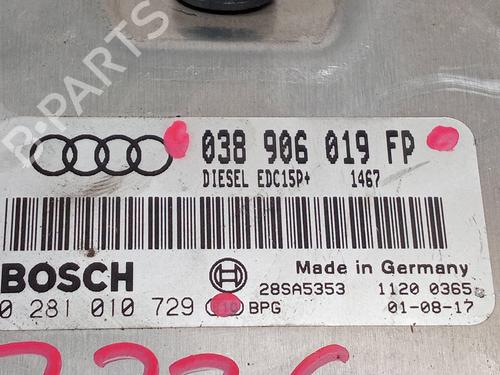 B-PARTS
038 906 019 FP
DIESEL EDC15P+ 1467
BOSCH
Made in Germany
28SA5353 1120 0365
0 281 010 729 BPG 01-08-17